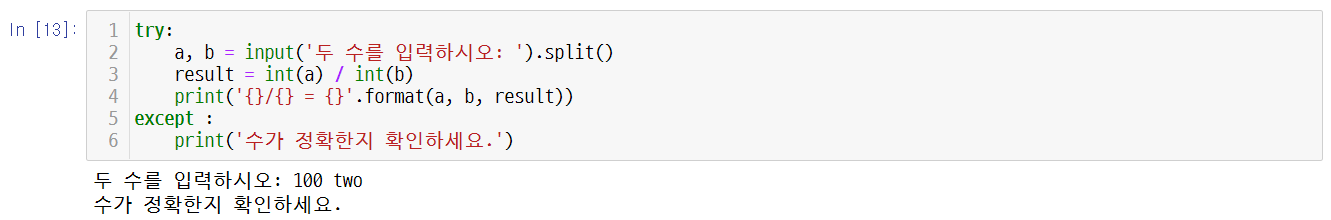 In [13]:
1 try:
2     a, b = input('두 수를 입력하시오: ').split()
3     result = int(a) / int(b)
4     print('{}/{} = {}'.format(a, b, result))
5 except :
6     print('수가 정확한지 확인하세요.')
두 수를 입력하시오: 100 two
수가 정확한지 확인하세요.